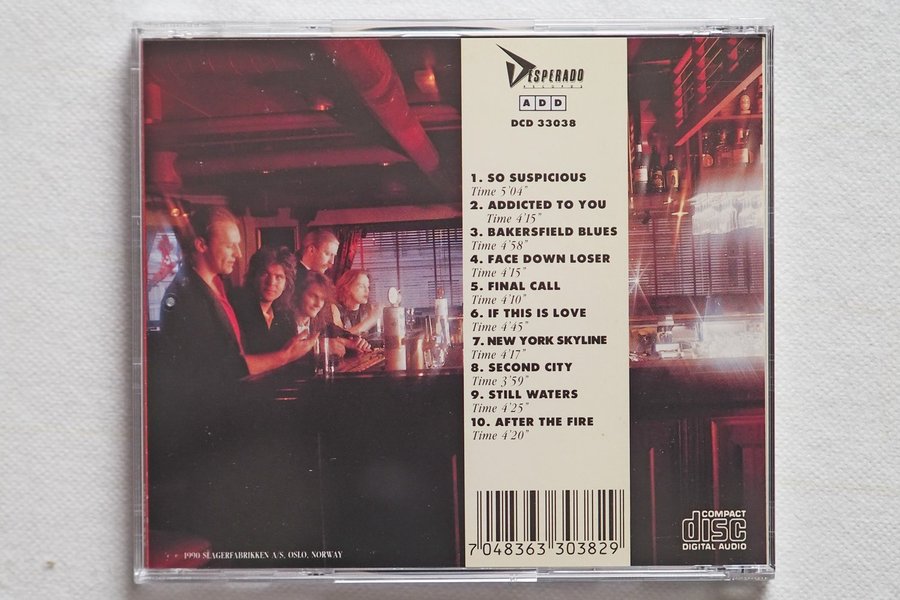 DESPERADO
RECORDS
A D D
DCD 33038
1. SO SUSPICIOUS
Time 5'04"
2. ADDICTED TO YOU
Time 4'15"
3. BAKERSFIELD BLUES
Time 4'58"
4. FACE DOWN LOSER
Time 4'15"
5. FINAL CALL
Time 4'10"
6. IF THIS IS LOVE
Time 4'45"
7. NEW YORK SKYLINE
Time 4'17"
8. SECOND CITY
Time 3'59"
9. STILL WATERS
Time 4'25"
10. AFTER THE FIRE
Time 4'20"
7 048363 303829
COMPACT
disc
DIGITAL AUDIO
1990 SLAGERFABRIKKEN A/S, OSLO, NORWAY